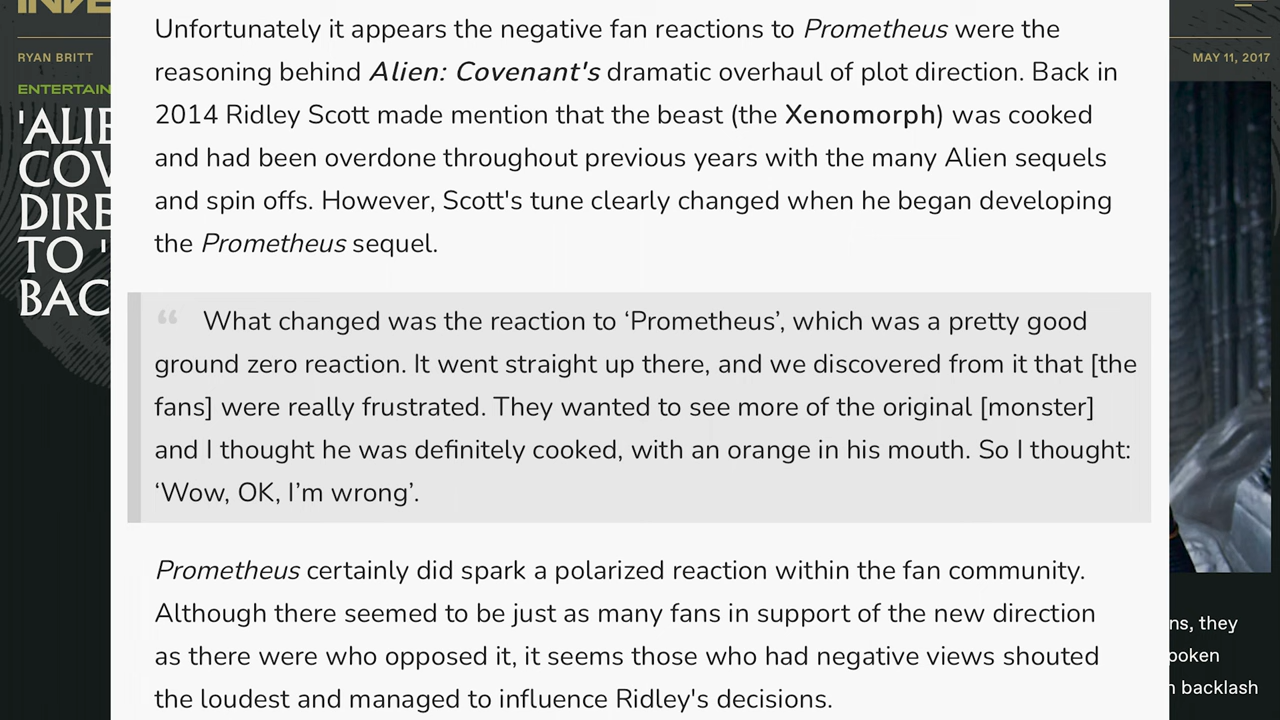 RYAN BRITT
ENTERTAIN
TO '
MAY 11, 2017
Unfortunately it appears the negative fan reactions to Prometheus were the
reasoning behind Alien: Covenant's dramatic overhaul of plot direction. Back in
2014 Ridley Scott made mention that the beast (the Xenomorph) was cooked
and had been overdone throughout previous years with the many Alien sequels
and spin offs. However, Scott's tune clearly changed when he began developing
the Prometheus sequel.
“ What changed was the reaction to ‘Prometheus’, which was a pretty good
ground zero reaction. It went straight up there, and we discovered from it that [the
fans] were really frustrated. They wanted to see more of the original [monster]
and I thought he was definitely cooked, with an orange in his mouth. So I thought:
‘Wow, OK, I’m wrong’.
Prometheus certainly did spark a polarized reaction within the fan community.
Although there seemed to be just as many fans in support of the new direction
as there were who opposed it, it seems those who had negative views shouted
the loudest and managed to influence Ridley's decisions.
ns, they
poken
backlash